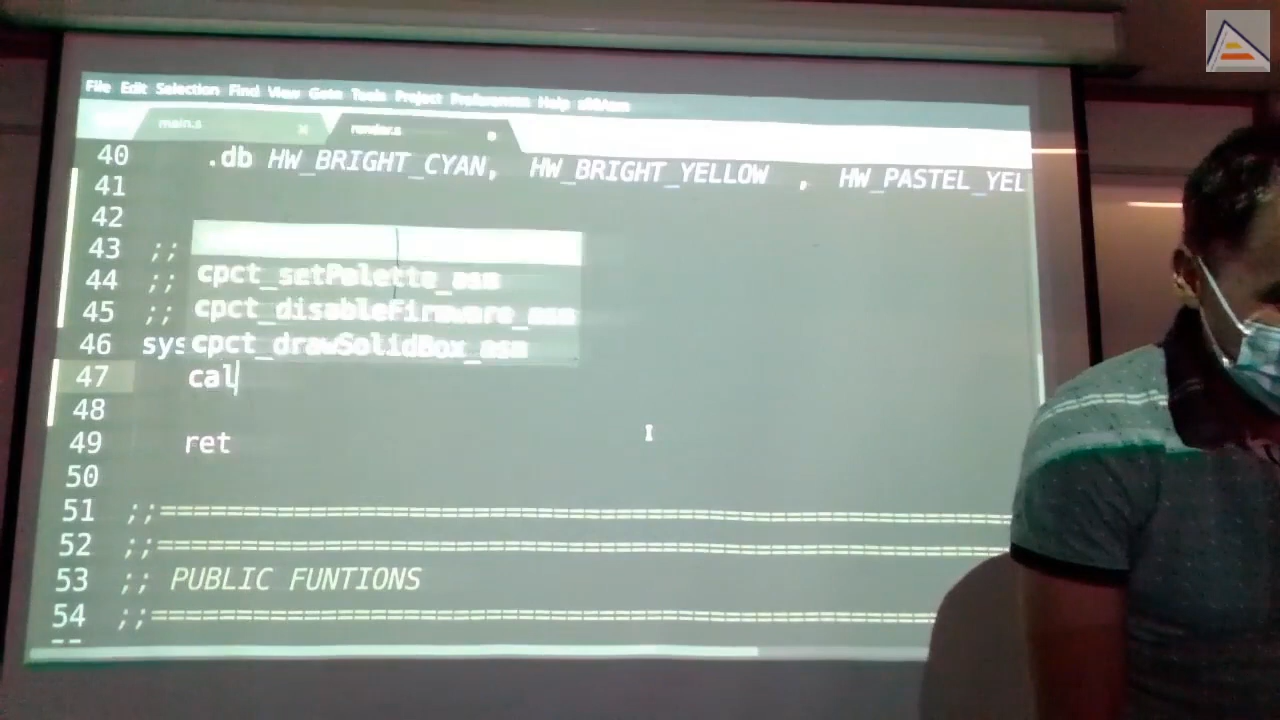 File Edit Selection Find View Goto Tools Project Preferences Help
main.s
render.s
40 .db HW_BRIGHT_CYAN, HW_BRIGHT_YELLOW , HW_PASTEL_YEL
41
42
43 ;;
44 ;;
45 ;;
cpct_setPalette_asm
cpct_disableFirmware_asm
cpct_drawSolidBox_asm
46 sys
47 cal
48
49 ret
50
51 ;;==================================================
52 ;;==================================================
53 ;; PUBLIC FUNTIONS
54 ;;==============================================